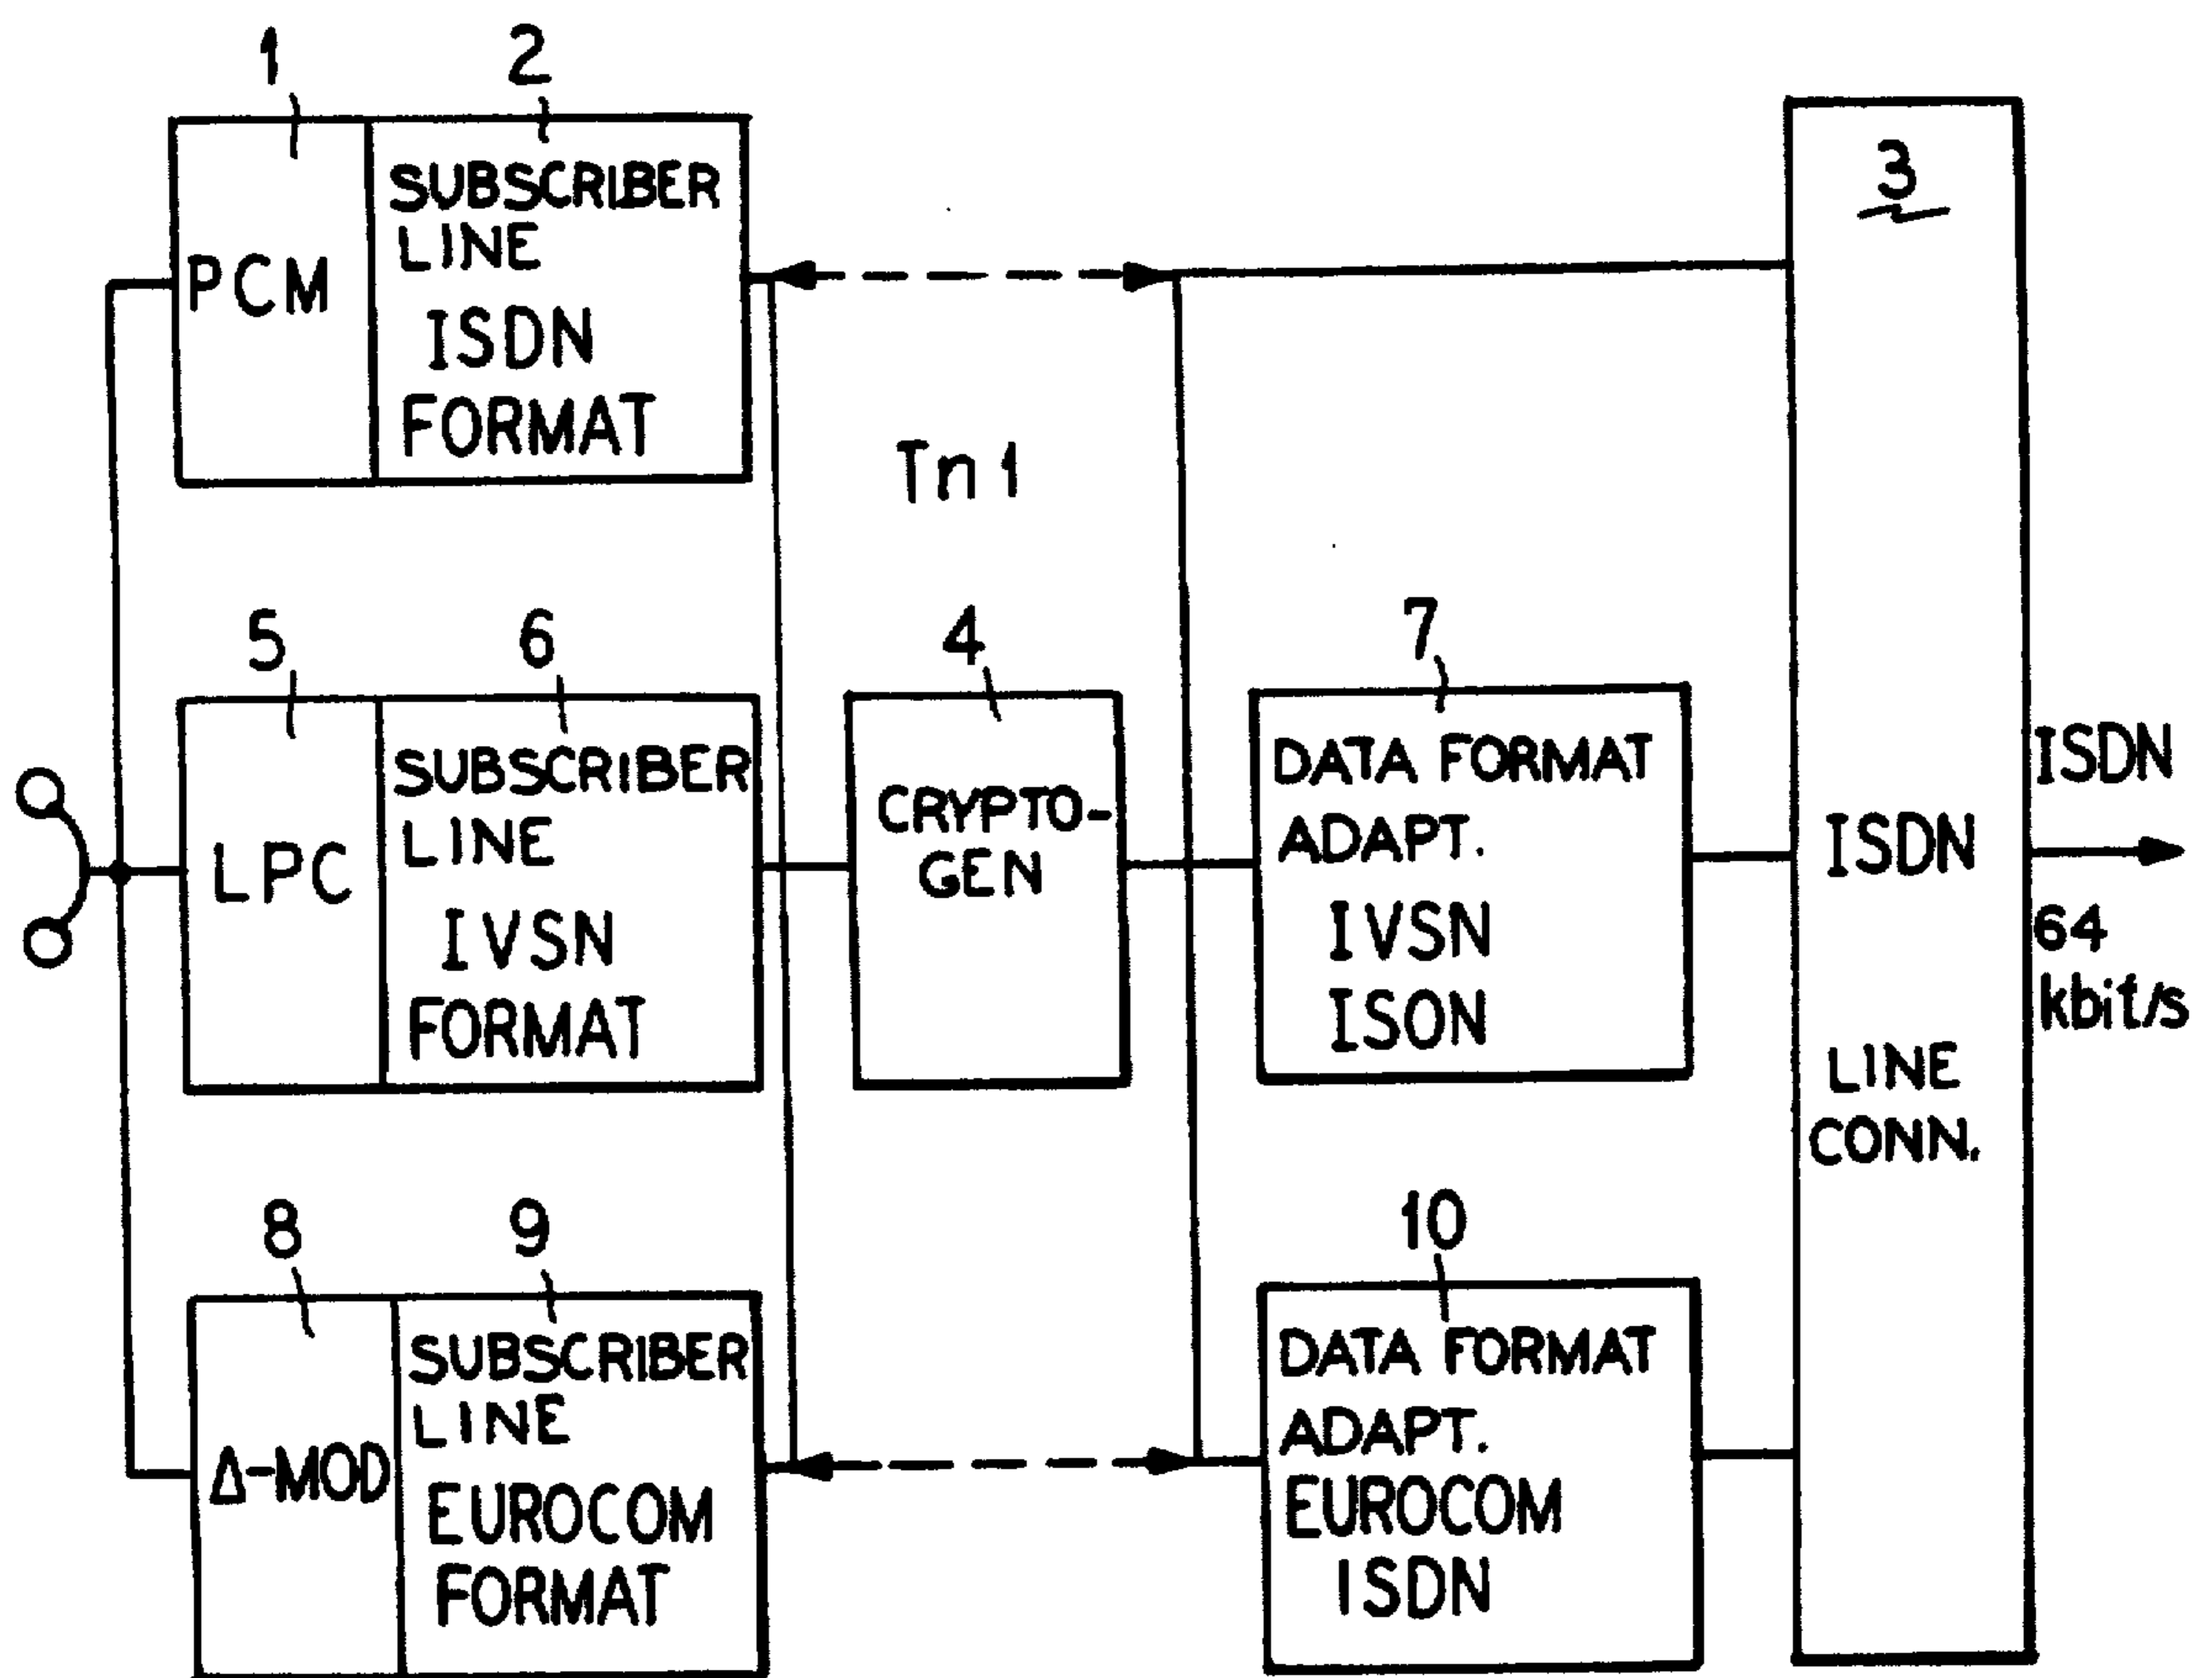 1
2
PCM
SUBSCRIBER
LINE
ISDN
FORMAT
3
Tn 1
5
6
4
7
LPC
SUBSCRIBER
LINE
IVSN
FORMAT
CRYPTO-
GEN
DATA FORMAT
ADAPT.
IVSN
ISON
ISDN
LINE
CONN.
ISDN
64
kbit/s
8
9
10
Δ-MOD
SUBSCRIBER
LINE
EUROCOM
FORMAT
DATA FORMAT
ADAPT.
EUROCOM
ISDN